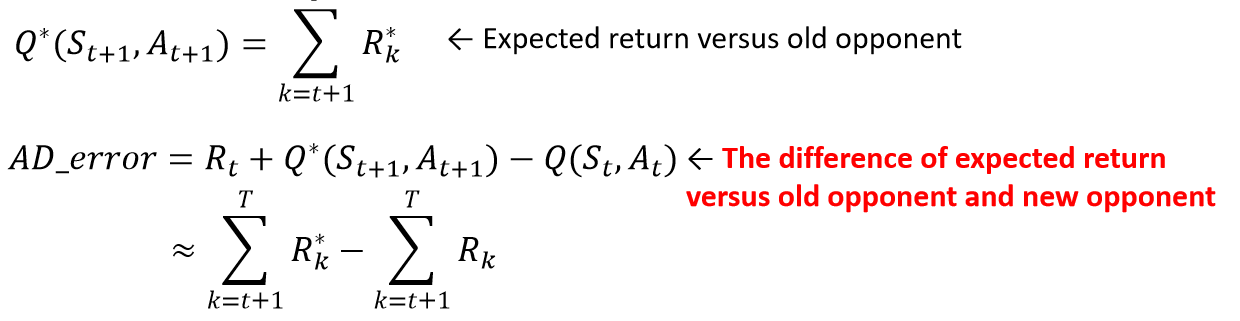 Q*(S_{t+1}, A_{t+1}) = ∑_{k=t+1} R*_k ← Expected return versus old opponent
AD_error = R_t + Q*(S_{t+1}, A_{t+1}) − Q(S_t, A_t) ← The difference of expected return
versus old opponent and new opponent
≈ ∑_{k=t+1}^{T} R*_k − ∑_{k=t+1}^{T} R_k